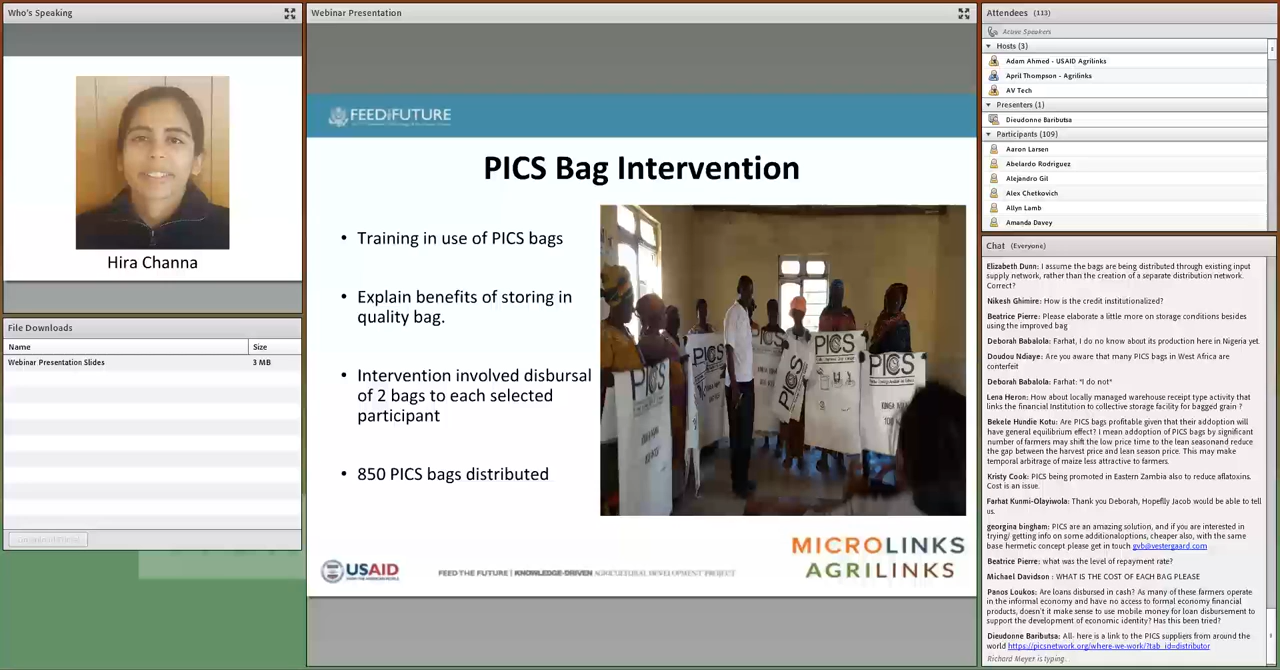 Who's Speaking
Hira Channa
File Downloads
Name
Size
Webinar Presentation Slides
3 MB
Webinar Presentation
FEED THE FUTURE
PICS Bag Intervention
• Training in use of PICS bags
• Explain benefits of storing in
quality bag.
• Intervention involved disbursal
of 2 bags to each selected
participant
• 850 PICS bags distributed
PICS
PICS
PICS
PICS
PICS
USAID
FEED THE FUTURE | KNOWLEDGE-DRIVEN AGRICULTURAL DEVELOPMENT PROJECT
MICROLINKS
AGRILINKS
Attendees (113)
Active Speakers
Hosts (3)
Adam Ahmed - USAID Agrilinks
April Thompson - Agrilinks
AV Tech
Presenters (1)
Dieudonne Baributsa
Participants (109)
Aaron Larsen
Abelardo Rodriguez
Alejandro Gil
Alex Chetkovich
Allyn Lamb
Amanda Davey
Chat (Everyone)
Elizabeth Dunn: I assume the bags are being distributed through existing input
supply network, rather than the creation of a separate distribution network.
Correct?
Nikesh Ghimire: How is the credit institutionalized?
Beatrice Pierre: Please elaborate a little more on storage conditions besides
using the improved bag
Deborah Babalola: Farhat, I do no know about its production here in Nigeria yet.
Doudou Ndiaye: Are you aware that many PICS bags in West Africa are
conterfeit
Deborah Babalola: Farhat: "I do not"
Lena Heron: How about locally managed warehouse receipt type activity that
links the financial Institution to collective storage facility for bagged grain ?
Bekele Hundie Kotu: Are PICS bags profitable given that their addoption will
have general equilibrium effect? I mean addoption of PICS bags by significant
number of farmers may shift the low price time to the lean seasonand reduce
the gap between the harvest price and lean season price. This may make
temporal arbitrage of maize less attractive to farmers.
Kristy Cook: PICS being promoted in Eastern Zambia also to reduce aflatoxins.
Cost is an issue.
Farhat Kunmi-Olayiwola: Thank you Deborah, Hopeflly Jacob would be able to tell
us.
georgina bingham: PICS are an amazing solution, and if you are interested in
trying/ getting info on some additionaloptions, cheaper also, with the same
base hermetic concept please get in touch gvb@vestergaard.com
Beatrice Pierre: what was the level of repayment rate?
Michael Davidson : WHAT IS THE COST OF EACH BAG PLEASE
Panos Loukos: Are loans disbursed in cash? As many of these farmers operate
in the informal economy and have no access to formal economy financial
products, doesn't it make sense to use mobile money for loan disbursement to
support the development of economic identity? Has this been tried?
Dieudonne Baributsa: All- here is a link to the PICS suppliers from around the
world https://picsnetwork.org/where-we-work/?tab_id=distributor
Richard Meyer is typing.